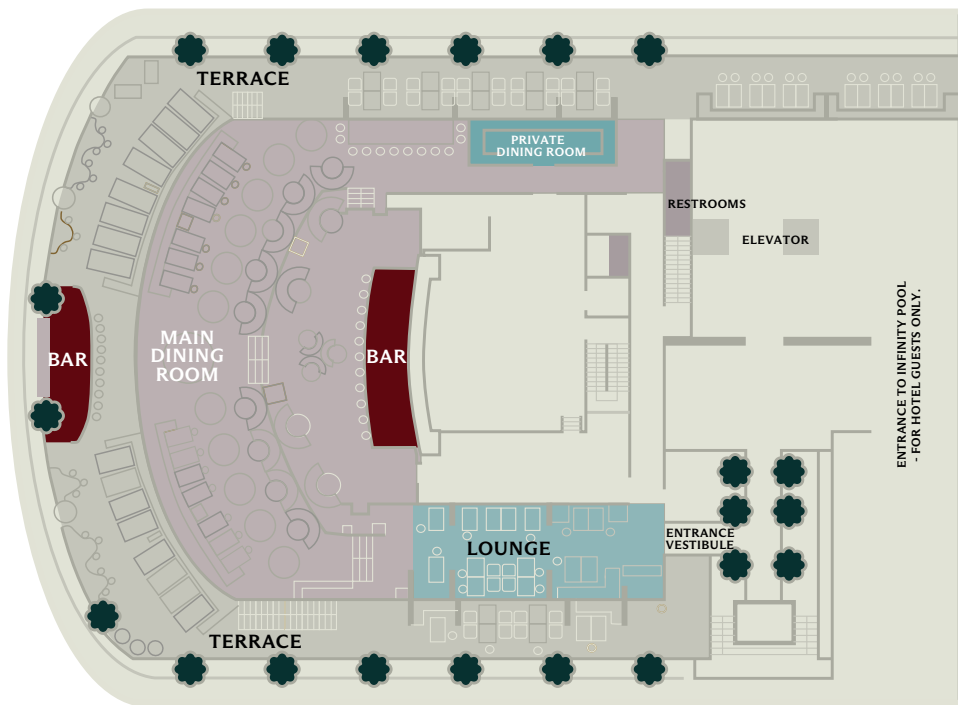 TERRACE
PRIVATE
DINING ROOM
RESTROOMS
ELEVATOR
ENTRANCE TO INFINITY POOL
- FOR HOTEL GUESTS ONLY.
MAIN
DINING
ROOM
BAR
BAR
LOUNGE
ENTRANCE
VESTIBULE
TERRACE